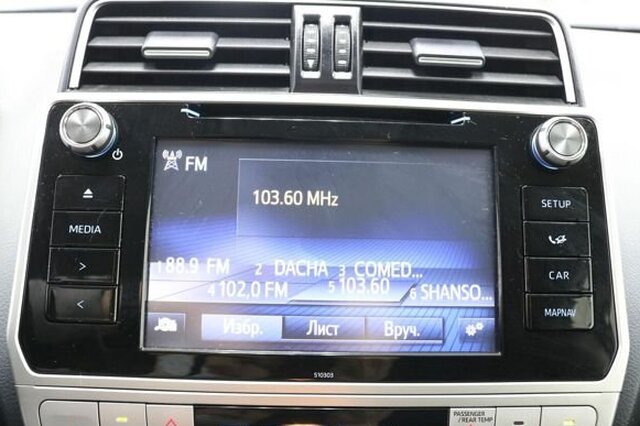 FM
103.60 MHz
MEDIA
>
<
SETUP
CAR
MAPNAV
1 88.9 FM 2 DACHA 3 COMED...
4 102,0 FM 5 103.60 6 SHANSO...
Избр. Лист Вруч.
S10303
PASSENGER
/REAR TEMP